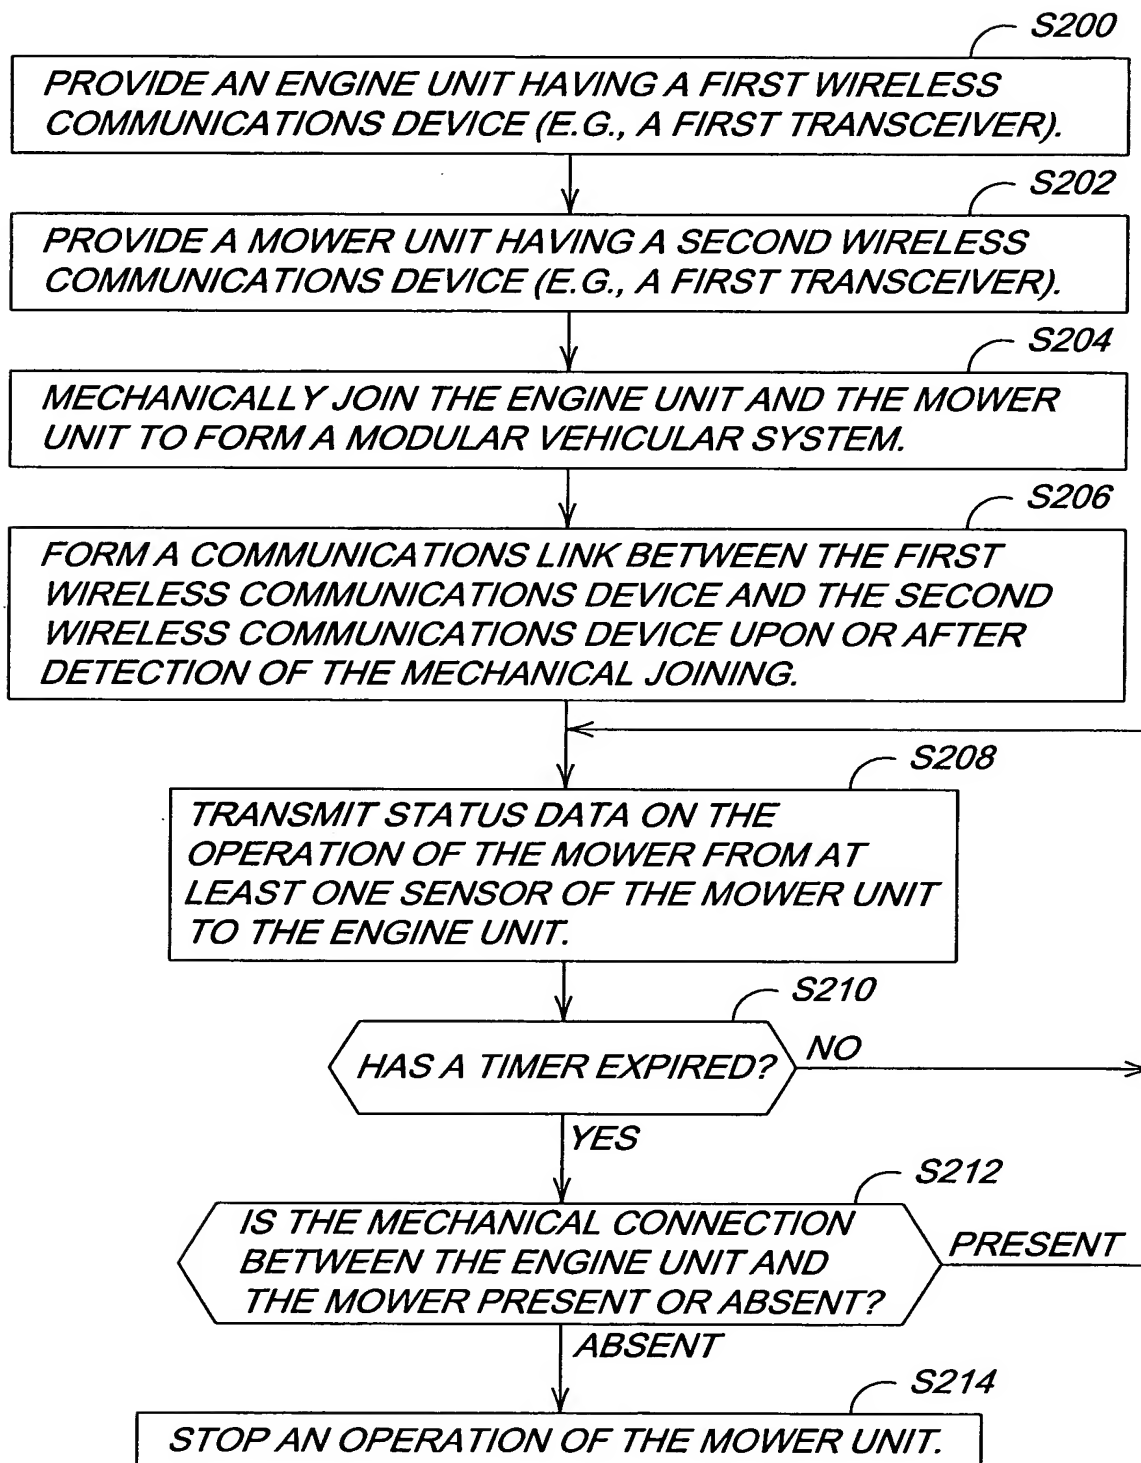 S200
PROVIDE AN ENGINE UNIT HAVING A FIRST WIRELESS
COMMUNICATIONS DEVICE (E.G., A FIRST TRANSCEIVER).
S202
PROVIDE A MOWER UNIT HAVING A SECOND WIRELESS
COMMUNICATIONS DEVICE (E.G., A FIRST TRANSCEIVER).
S204
MECHANICALLY JOIN THE ENGINE UNIT AND THE MOWER
UNIT TO FORM A MODULAR VEHICULAR SYSTEM.
S206
FORM A COMMUNICATIONS LINK BETWEEN THE FIRST
WIRELESS COMMUNICATIONS DEVICE AND THE SECOND
WIRELESS COMMUNICATIONS DEVICE UPON OR AFTER
DETECTION OF THE MECHANICAL JOINING.
S208
TRANSMIT STATUS DATA ON THE
OPERATION OF THE MOWER FROM AT
LEAST ONE SENSOR OF THE MOWER UNIT
TO THE ENGINE UNIT.
S210
HAS A TIMER EXPIRED?
NO
YES
S212
IS THE MECHANICAL CONNECTION
BETWEEN THE ENGINE UNIT AND
THE MOWER PRESENT OR ABSENT?
PRESENT
ABSENT
S214
STOP AN OPERATION OF THE MOWER UNIT.